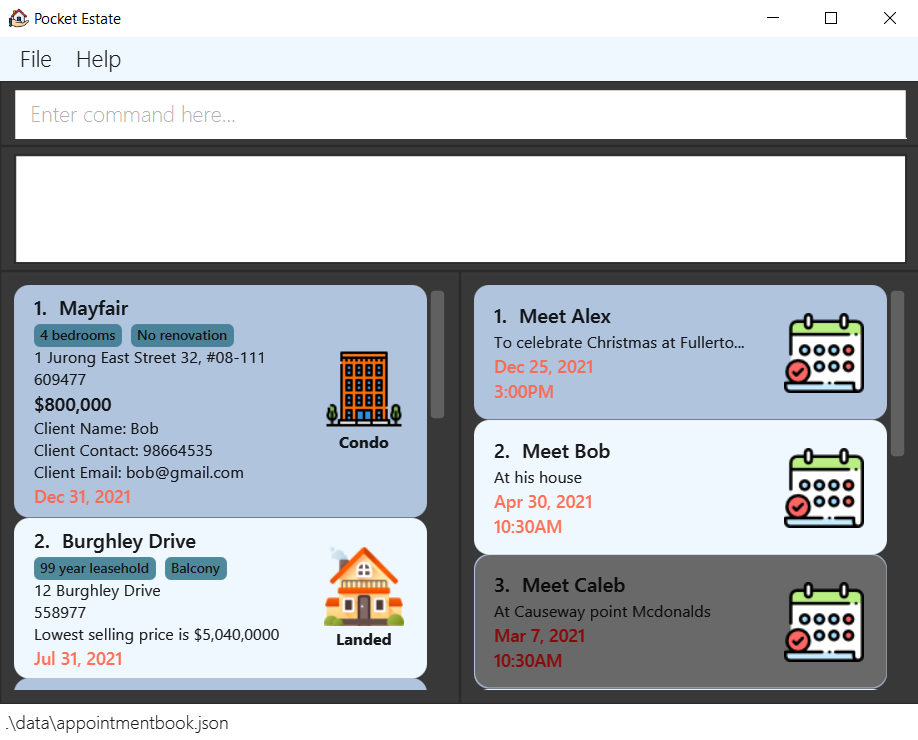 Pocket Estate
File Help
Enter command here...
1. Mayfair
4 bedrooms No renovation
1 Jurong East Street 32, #08-111
609477
$800,000
Client Name: Bob
Client Contact: 98664535
Client Email: bob@gmail.com
Dec 31, 2021
Condo
2. Burghley Drive
99 year leasehold Balcony
12 Burghley Drive
558977
Lowest selling price is $5,040,0000
Jul 31, 2021
Landed
1. Meet Alex
To celebrate Christmas at Fullerto...
Dec 25, 2021
3:00PM
2. Meet Bob
At his house
Apr 30, 2021
10:30AM
3. Meet Caleb
At Causeway point Mcdonalds
Mar 7, 2021
10:30AM
.\data\appointmentbook.json